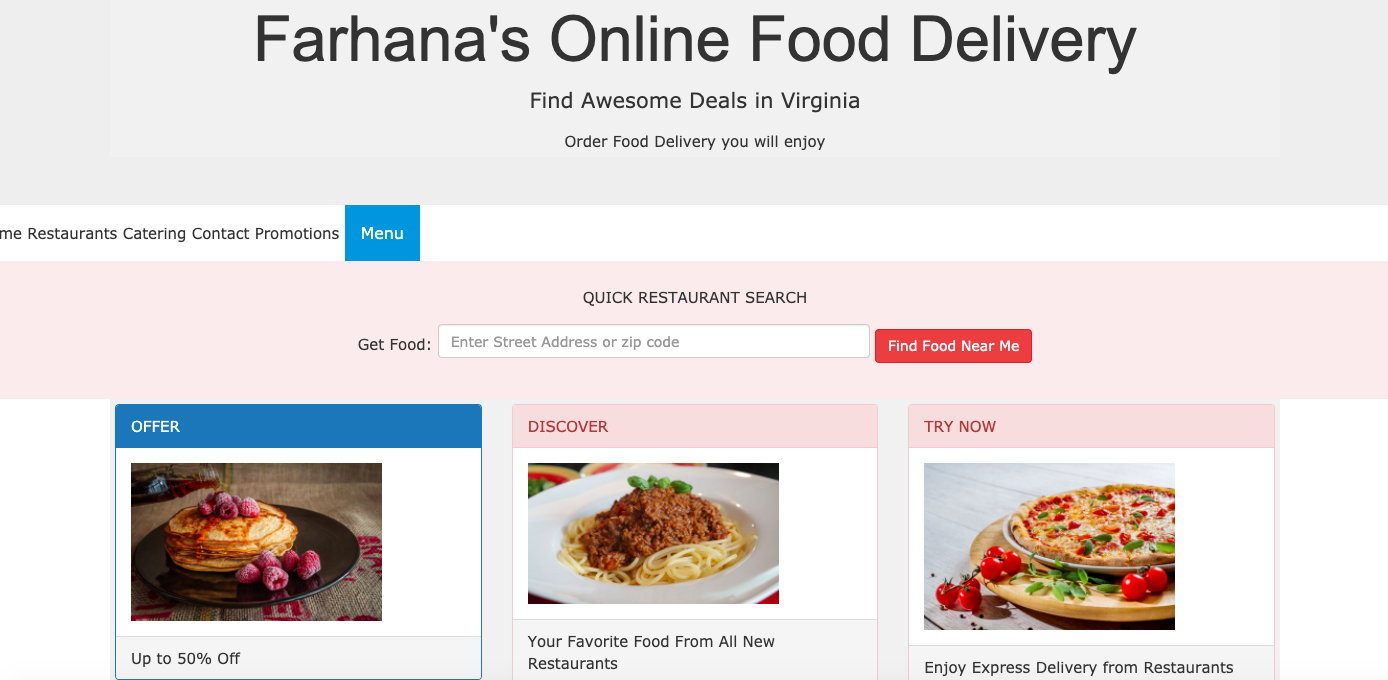 Farhana's Online Food Delivery
Find Awesome Deals in Virginia
Order Food Delivery you will enjoy
me Restaurants Catering Contact Promotions Menu
QUICK RESTAURANT SEARCH
Get Food: Enter Street Address or zip code Find Food Near Me
OFFER
Up to 50% Off
DISCOVER
Your Favorite Food From All New
Restaurants
TRY NOW
Enjoy Express Delivery from Restaurants